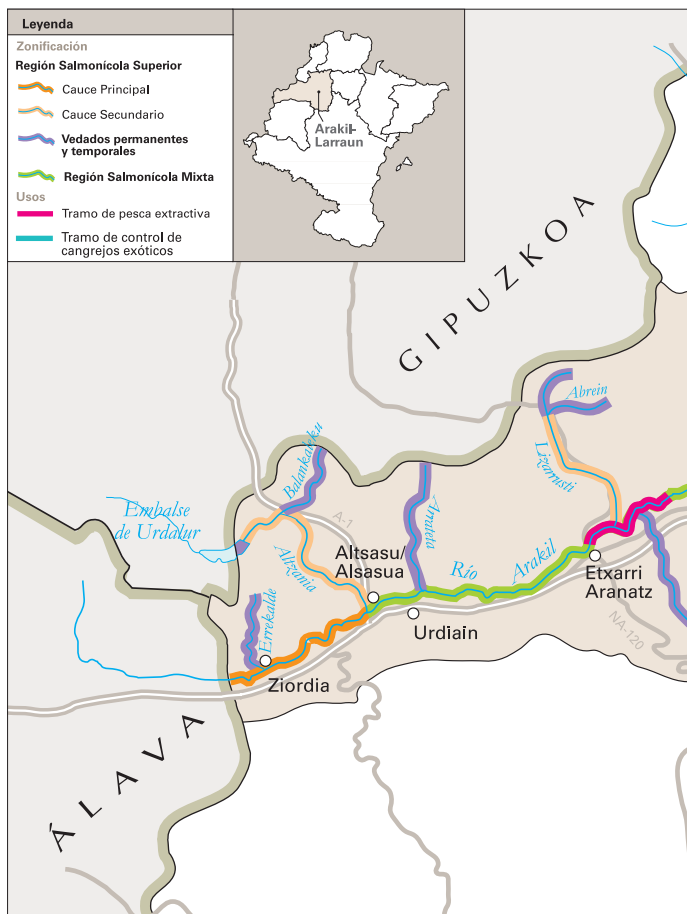 Leyenda
Zonificación
Región Salmonícola Superior
Cauce Principal
Cauce Secundario
Vedados permanentes
y temporales
Región Salmonícola Mixta
Usos
Tramo de pesca extractiva
Tramo de control de
cangrejos exóticos
Arakil-
Larraun
GIPUZKOA
Abrein
Lizarrusti
Balankaleku
Embalse
de Urdalur
A-1
Arrateta
Altzania
Altsasu/
Alsasua
Río Arakil
Etxarri
Aranatz
Errekalde
Urdiain
NA-120
Ziordia
ÁLAVA